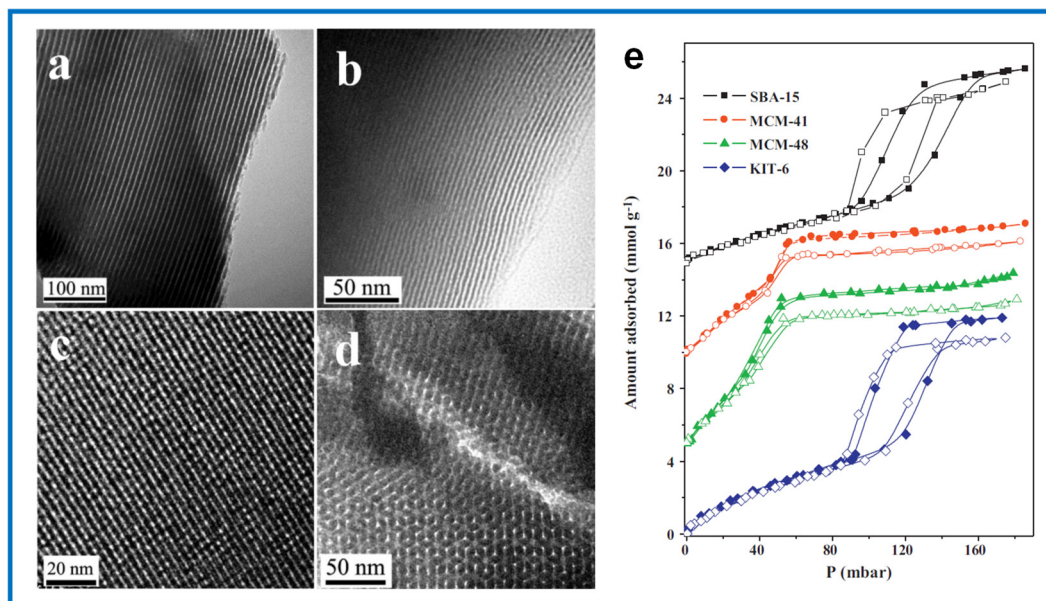 a
100 nm
b
50 nm
c
20 nm
d
50 nm
e
SBA-15
MCM-41
MCM-48
KIT-6
Amount adsorbed (mmol g⁻¹)
24
20
16
12
8
4
0
0 40 80 120 160
P (mbar)